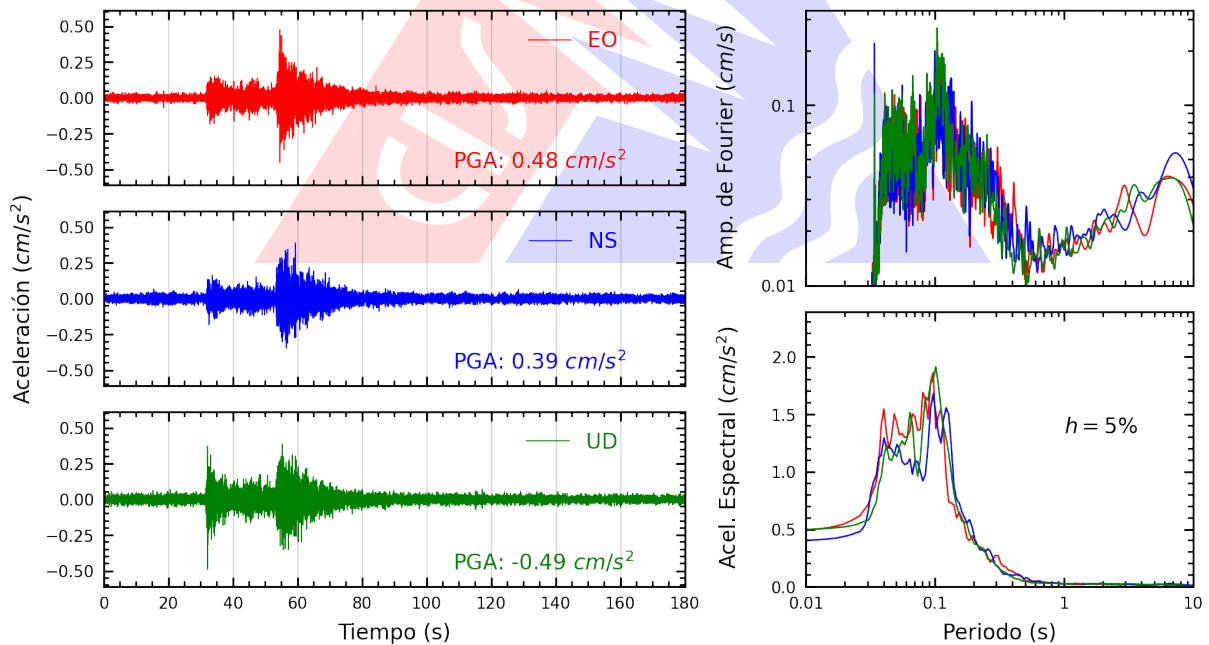 Aceleración (cm/s²)
0.50
0.25
0.00
−0.25
−0.50
EO
PGA: 0.48 cm/s²
0.50
0.25
0.00
−0.25
−0.50
NS
PGA: 0.39 cm/s²
0.50
0.25
0.00
−0.25
−0.50
UD
PGA: -0.49 cm/s²
0 20 40 60 80 100 120 140 160 180
Tiempo (s)
Amp. de Fourier (cm/s)
0.1
0.01
Acel. Espectral (cm/s²)
2.0
1.5
1.0
0.5
0.0
h = 5%
0.01 0.1 1 10
Periodo (s)